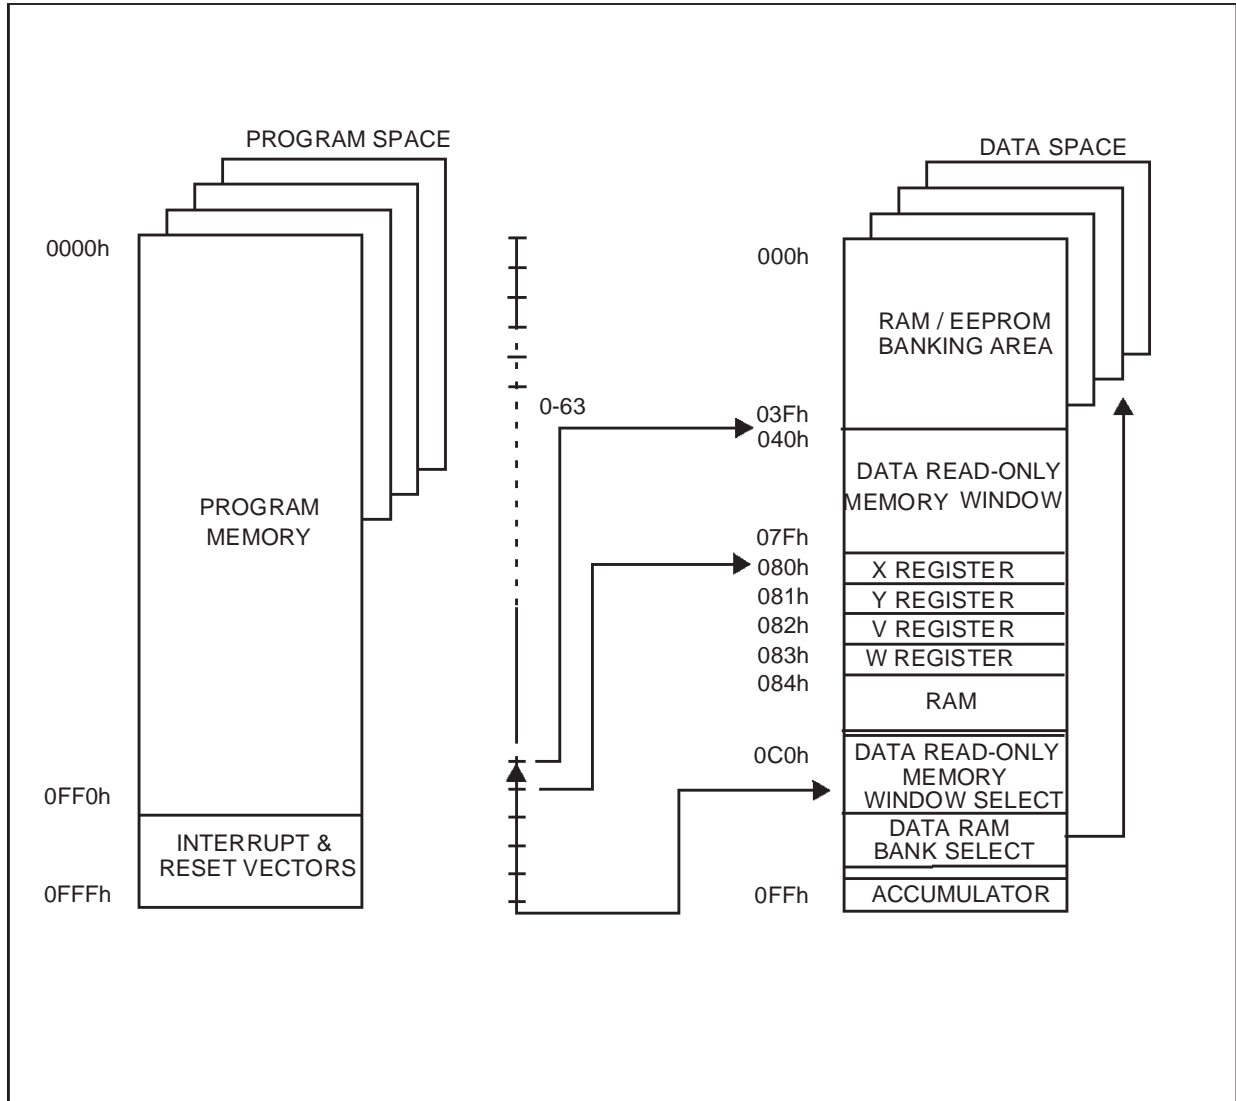 PROGRAM SPACE
0000h
PROGRAM
MEMORY
0FF0h
INTERRUPT &
RESET VECTORS
0FFFh
0-63
DATA SPACE
000h
RAM / EEPROM
BANKING AREA
03Fh
040h
DATA READ-ONLY
MEMORY WINDOW
07Fh
080h
X REGISTER
081h
Y REGISTER
082h
V REGISTER
083h
W REGISTER
084h
RAM
0C0h
DATA READ-ONLY
MEMORY
WINDOW SELECT
DATA RAM
BANK SELECT
0FFh
ACCUMULATOR